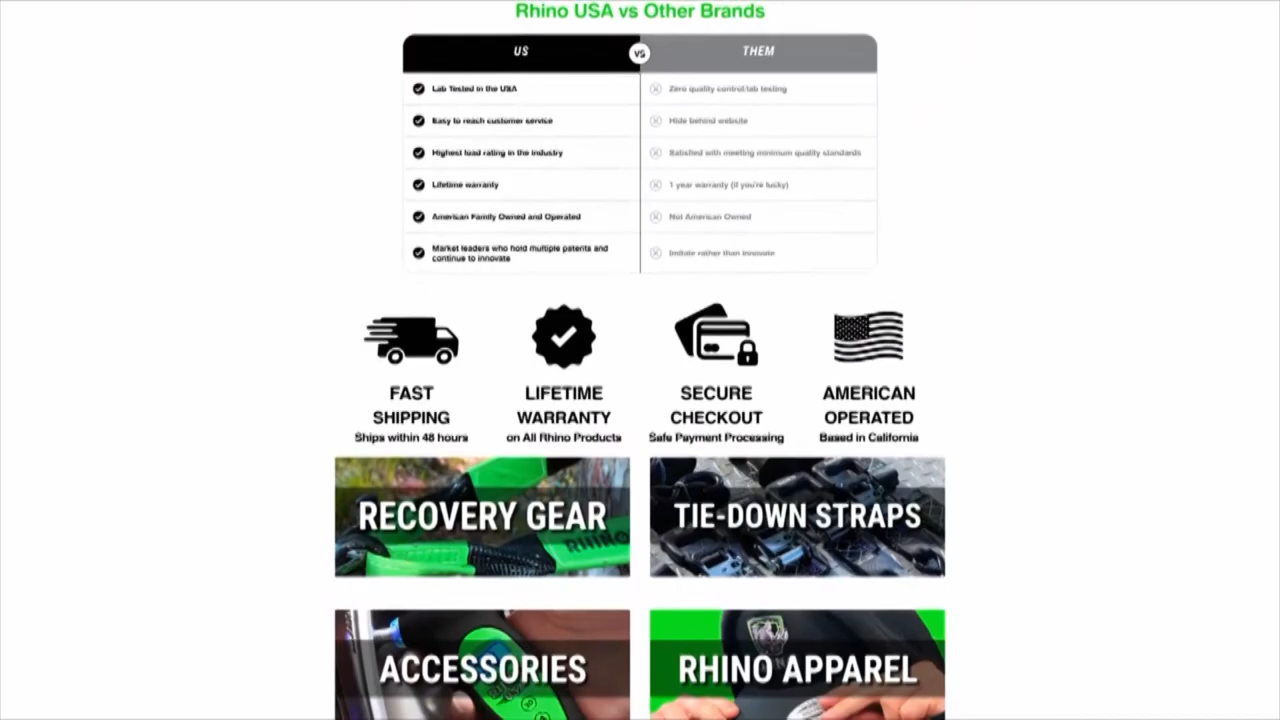 Rhino USA vs Other Brands
US VS THEM
Lab Tested in the USA
Zero quality control/lab testing
Easy to reach customer service
Hide behind website
Highest load rating in the industry
Satisfied with meeting minimum quality standards
Lifetime warranty
1 year warranty (if you're lucky)
American Family Owned and Operated
Not American Owned
Market leaders who hold multiple patents and
continue to innovate
Imitate rather than innovate
FAST
SHIPPING
Ships within 48 hours
LIFETIME
WARRANTY
on All Rhino Products
SECURE
CHECKOUT
Safe Payment Processing
AMERICAN
OPERATED
Based in California
RECOVERY GEAR
RHINO
TIE-DOWN STRAPS
ACCESSORIES
RHINO APPAREL